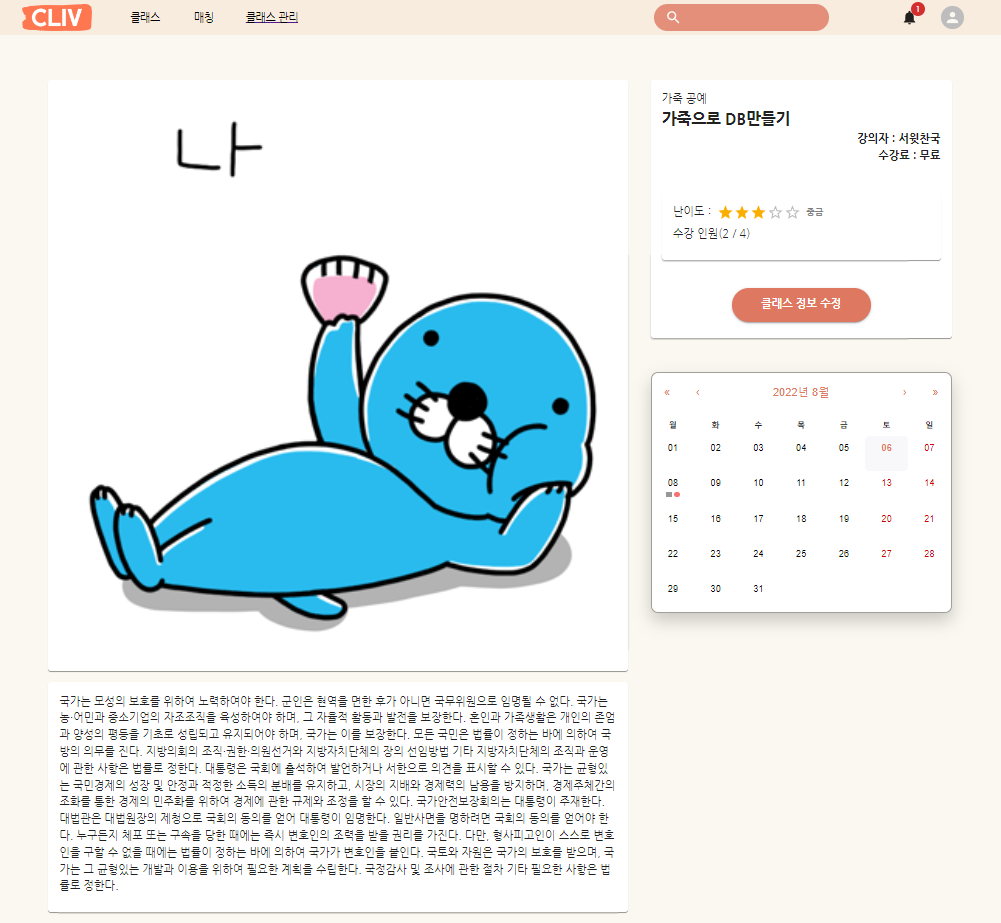 CLIV 클래스 매칭 클래스 관리 1
나
가죽 공예
가죽으로 DB만들기
강의자 : 서윗찬국
수강료 : 무료
난이도 : 중급
수강 인원(2 / 4)
클래스 정보 수정
« ‹ 2022년 8월 › »
월 화 수 목 금 토 일
01 02 03 04 05 06 07
08 09 10 11 12 13 14
15 16 17 18 19 20 21
22 23 24 25 26 27 28
29 30 31
국가는 모성의 보호를 위하여 노력하여야 한다. 군인은 현역을 면한 후가 아니면 국무위원으로 임명될 수 없다. 국가는
농·어민과 중소기업의 자조조직을 육성하여야 하며, 그 자율적 활동과 발전을 보장한다. 혼인과 가족생활은 개인의 존엄
과 양성의 평등을 기초로 성립되고 유지되어야 하며, 국가는 이를 보장한다. 모든 국민은 법률이 정하는 바에 의하여 국
방의 의무를 진다. 지방의회의 조직·권한·의원선거와 지방자치단체의 장의 선임방법 기타 지방자치단체의 조직과 운영
에 관한 사항은 법률로 정한다. 대통령은 국회에 출석하여 발언하거나 서한으로 의견을 표시할 수 있다. 국가는 균형있
는 국민경제의 성장 및 안정과 적정한 소득의 분배를 유지하고, 시장의 지배와 경제력의 남용을 방지하며, 경제주체간의
조화를 통한 경제의 민주화를 위하여 경제에 관한 규제와 조정을 할 수 있다. 국가안전보장회의는 대통령이 주재한다.
대법관은 대법원장의 제청으로 국회의 동의를 얻어 대통령이 임명한다. 일반사면을 명하려면 국회의 동의를 얻어야 한
다. 누구든지 체포 또는 구속을 당한 때에는 즉시 변호인의 조력을 받을 권리를 가진다. 다만, 형사피고인이 스스로 변호
인을 구할 수 없을 때에는 법률이 정하는 바에 의하여 국가가 변호인을 붙인다. 국토와 자원은 국가의 보호를 받으며, 국
가는 그 균형있는 개발과 이용을 위하여 필요한 계획을 수립한다. 국정감사 및 조사에 관한 절차 기타 필요한 사항은 법
률로 정한다.